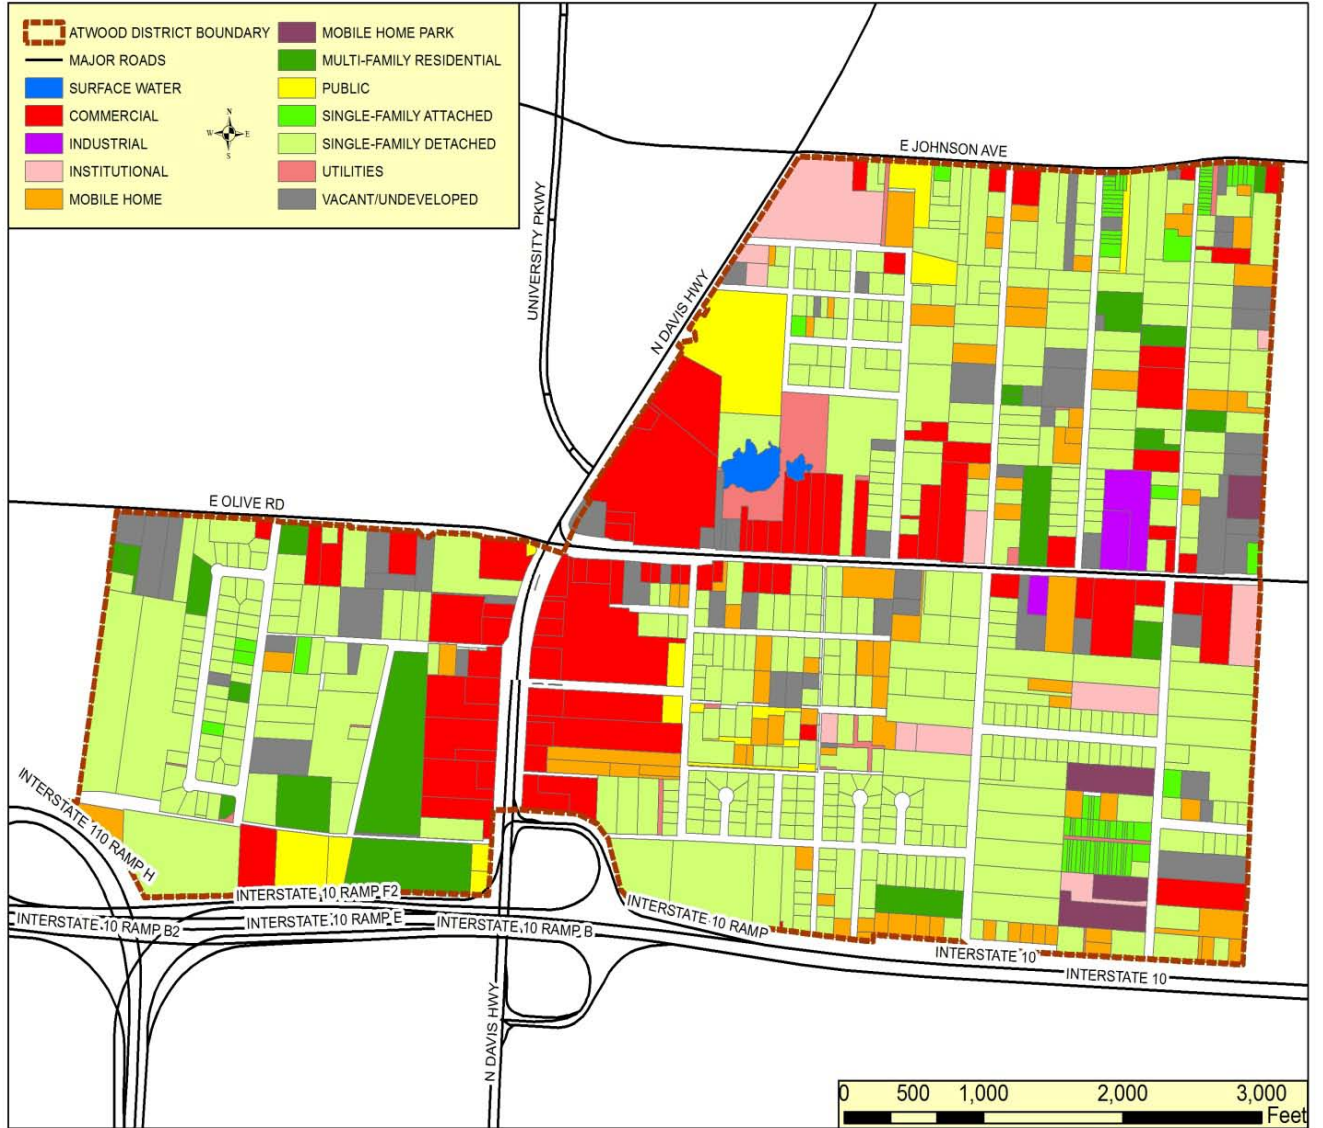 ATWOOD DISTRICT BOUNDARY
MAJOR ROADS
SURFACE WATER
COMMERCIAL
INDUSTRIAL
INSTITUTIONAL
MOBILE HOME
MOBILE HOME PARK
MULTI-FAMILY RESIDENTIAL
PUBLIC
SINGLE-FAMILY ATTACHED
SINGLE-FAMILY DETACHED
UTILITIES
VACANT/UNDEVELOPED
N
W
E
S
E JOHNSON AVE
UNIVERSITY PKWY
N DAVIS HWY
E OLIVE RD
INTERSTATE 110 RAMP H
INTERSTATE 10 RAMP F2
INTERSTATE 10 RAMP B2
INTERSTATE 10 RAMP E
INTERSTATE 10 RAMP B
INTERSTATE 10 RAMP
INTERSTATE 10
INTERSTATE 10
N DAVIS HWY
0 500 1,000 2,000 3,000
Feet